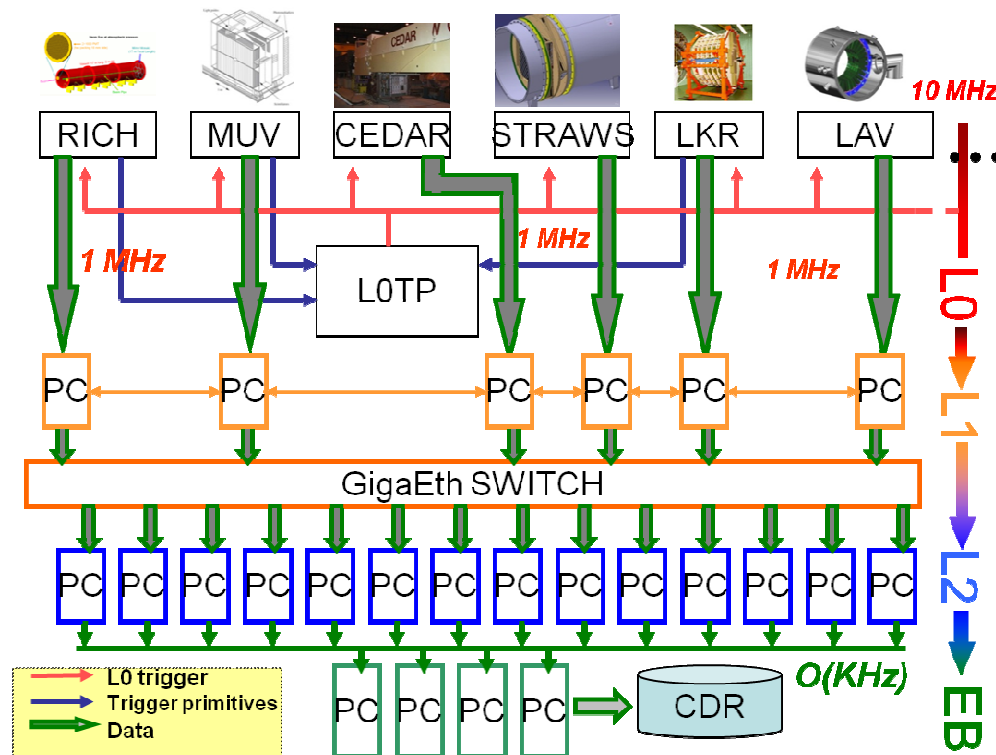 CEDAR
10 MHz
RICH
MUV
CEDAR
STRAWS
LKR
LAV
1 MHz
1 MHz
1 MHz
L0TP
L0
PC
PC
PC
PC
PC
PC
L1
GigaEth SWITCH
PC
PC
PC
PC
PC
PC
PC
PC
PC
PC
PC
PC
PC
PC
L2
O(KHz)
L0 trigger
Trigger primitives
Data
PC
PC
PC
PC
CDR
EB